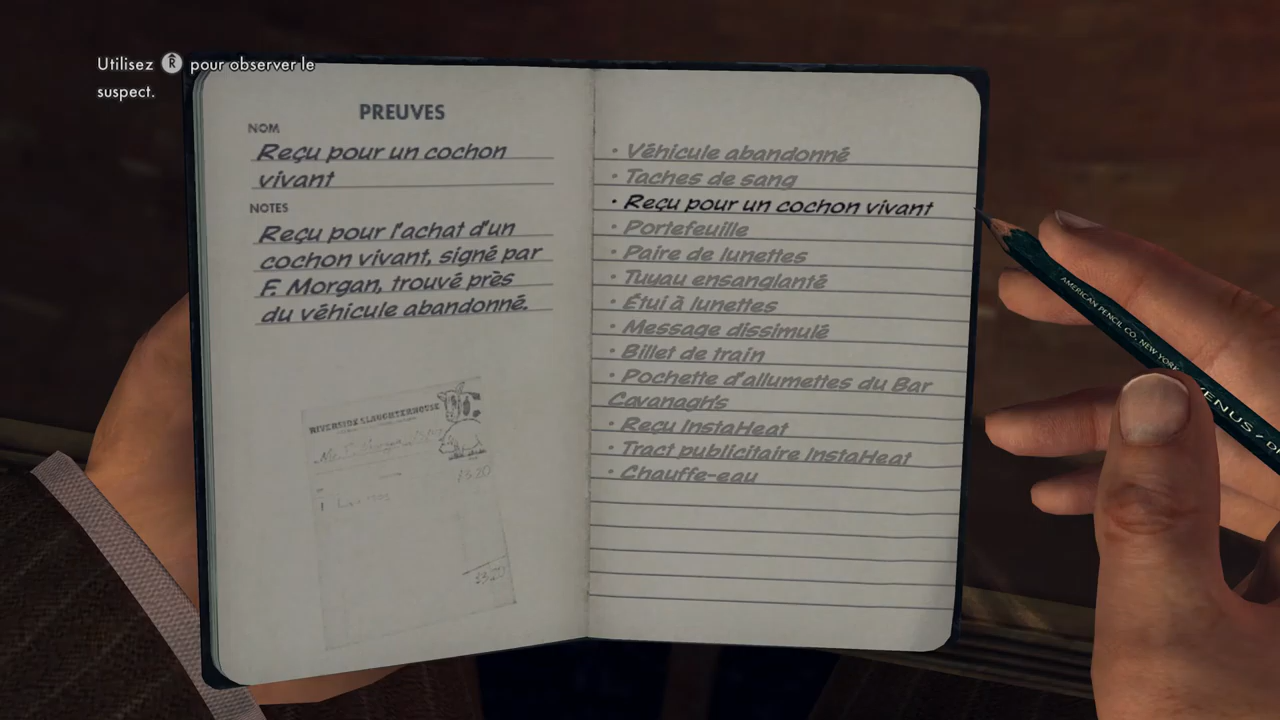 Utilisez R pour observer le
suspect.
PREUVES
NOM
Reçu pour un cochon
vivant
NOTES
Reçu pour l'achat d'un
cochon vivant, signé par
F. Morgan, trouvé près
du véhicule abandonné.
RIVERSIDE SLAUGHTERHOUSE
$3.20
$3.20
• Véhicule abandonné
• Taches de sang
• Reçu pour un cochon vivant
• Portefeuille
• Paire de lunettes
• Tuyau ensanglanté
• Étui à lunettes
• Message dissimulé
• Billet de train
• Pochette d'allumettes du Bar
Cavanagh's
• Reçu InstaHeat
• Tract publicitaire InstaHeat
• Chauffe-eau
AMERICAN PENCIL CO. NEW YORK
VENUS